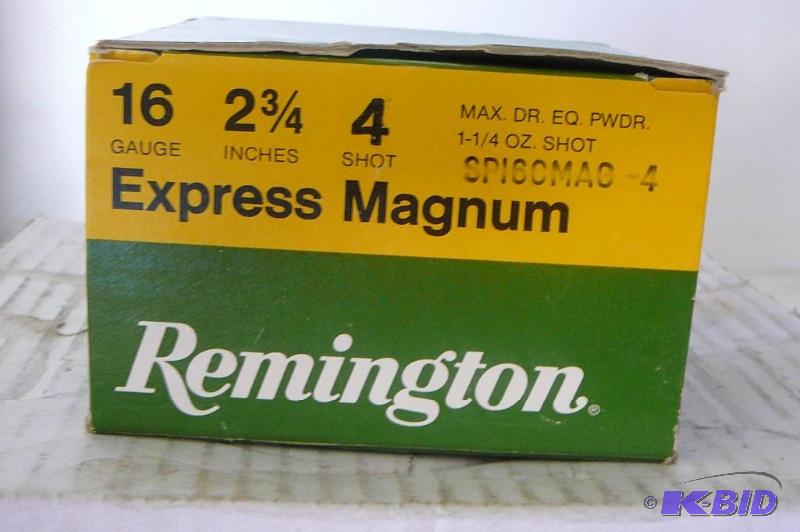 16 2¾ 4 MAX. DR. EQ. PWDR.
GAUGE INCHES SHOT 1-1/4 OZ. SHOT
SP16CMAG -4
Express Magnum
Remington®
© K-BID